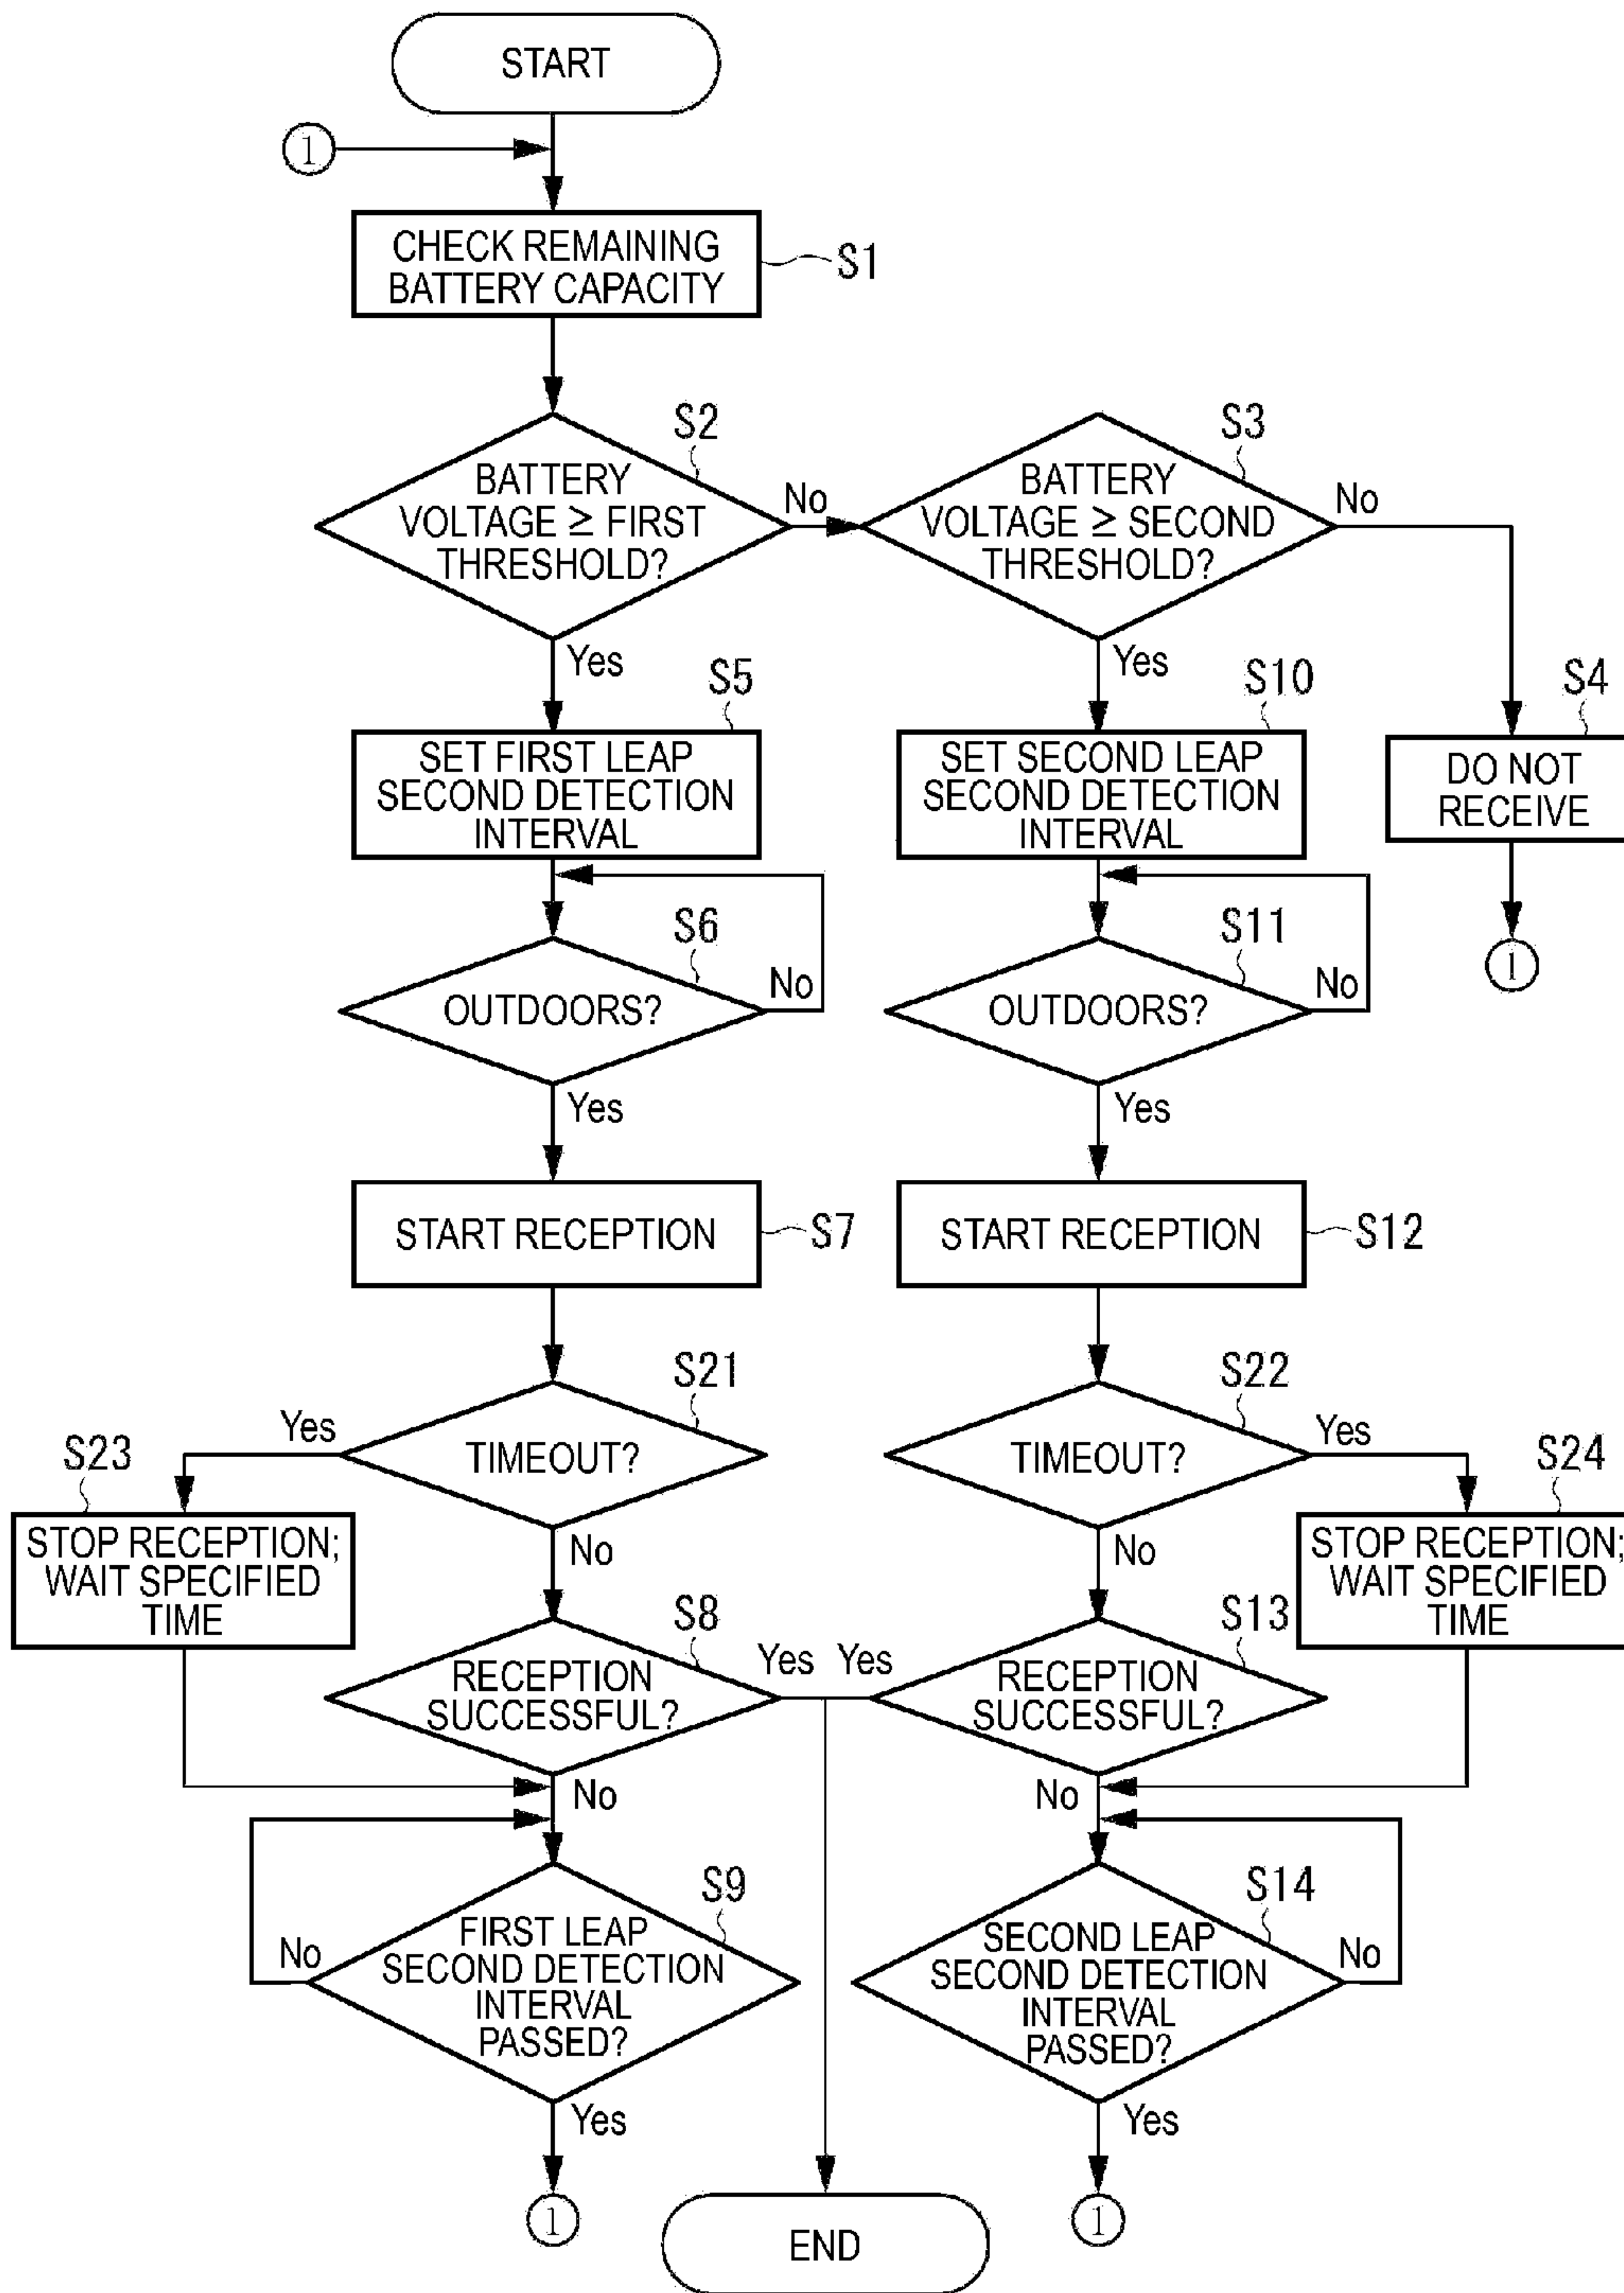 START
1
CHECK REMAINING
BATTERY CAPACITY
S1
S2
BATTERY
VOLTAGE ≥ FIRST
THRESHOLD?
No
Yes
S3
BATTERY
VOLTAGE ≥ SECOND
THRESHOLD?
No
Yes
S5
SET FIRST LEAP
SECOND DETECTION
INTERVAL
S10
SET SECOND LEAP
SECOND DETECTION
INTERVAL
S4
DO NOT
RECEIVE
1
S6
OUTDOORS?
No
Yes
S11
OUTDOORS?
No
Yes
START RECEPTION
S7
START RECEPTION
S12
S21
TIMEOUT?
Yes
No
S22
TIMEOUT?
Yes
No
S23
STOP RECEPTION;
WAIT SPECIFIED
TIME
S24
STOP RECEPTION;
WAIT SPECIFIED
TIME
S8
RECEPTION
SUCCESSFUL?
Yes
No
S13
RECEPTION
SUCCESSFUL?
Yes
No
S9
FIRST LEAP
SECOND DETECTION
INTERVAL
PASSED?
No
Yes
S14
SECOND LEAP
SECOND DETECTION
INTERVAL
PASSED?
No
Yes
1
END
1